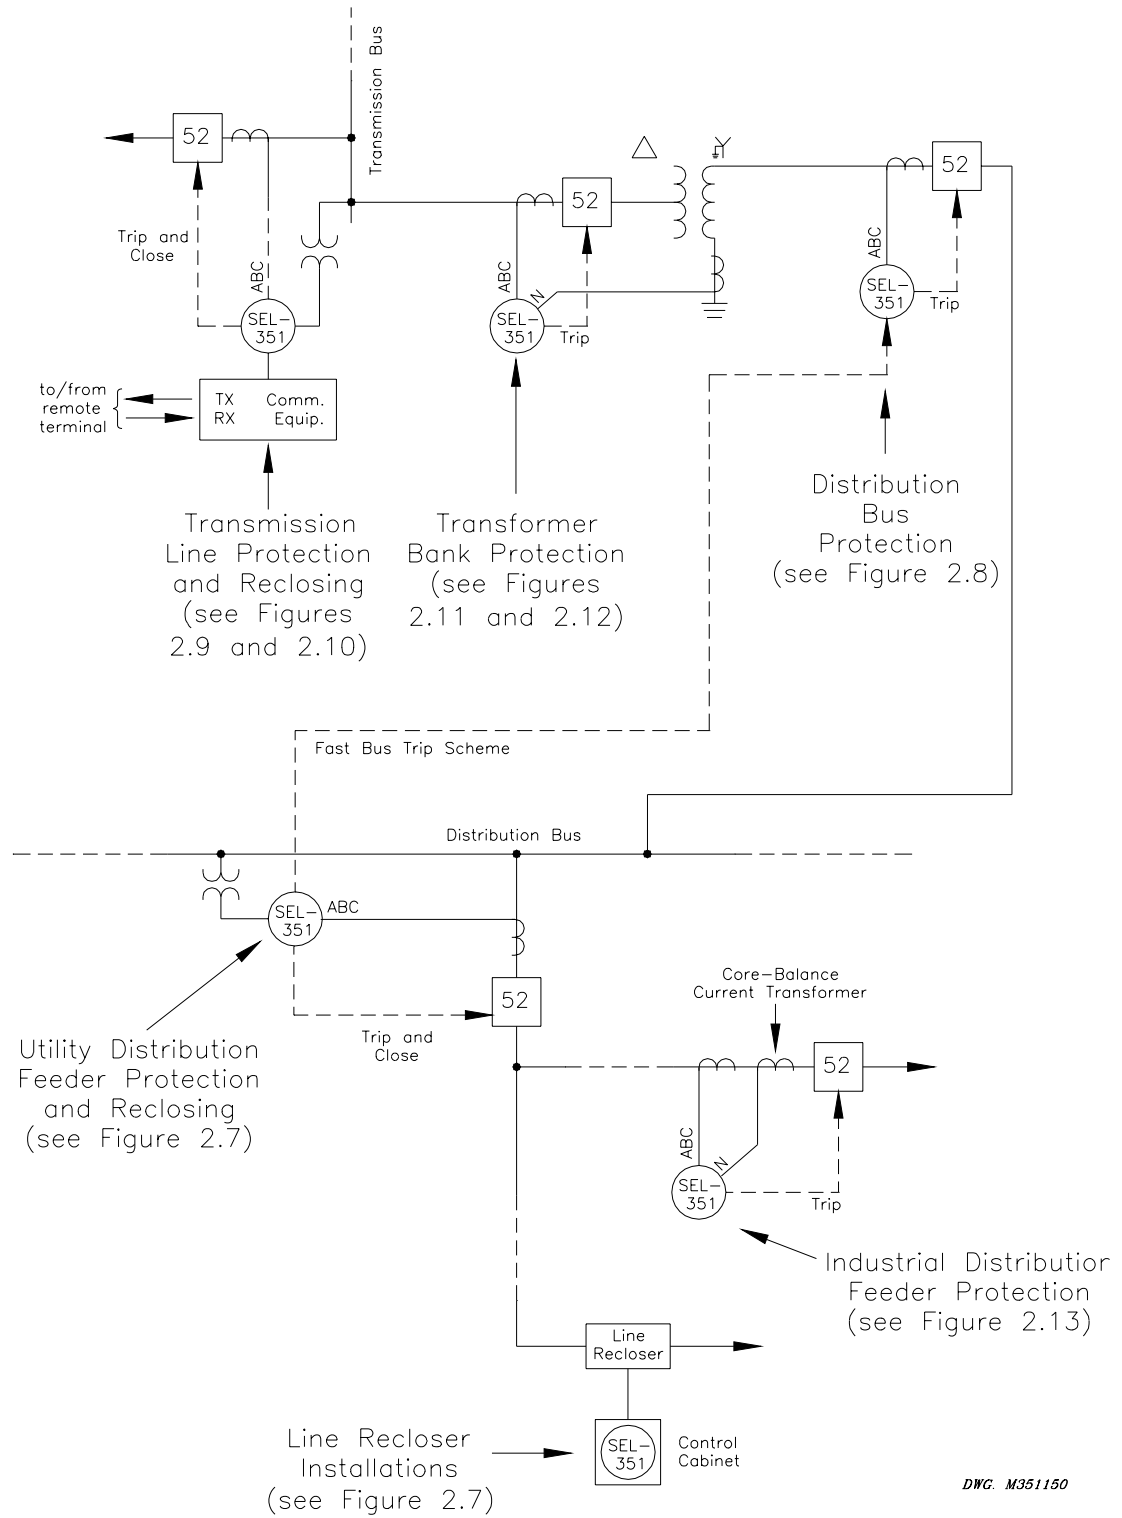 Transmission Bus
52
Trip and
Close
ABC
SEL-
351
to/from
remote
terminal
TX
RX
Comm.
Equip.
Transmission
Line Protection
and Reclosing
(see Figures
2.9 and 2.10)
52
ABC
N
SEL-
351
Trip
Transformer
Bank Protection
(see Figures
2.11 and 2.12)
Y
52
ABC
SEL-
351
Trip
Distribution
Bus
Protection
(see Figure 2.8)
Fast Bus Trip Scheme
Distribution Bus
SEL-
351
ABC
52
Trip and
Close
Utility Distribution
Feeder Protection
and Reclosing
(see Figure 2.7)
Core-Balance
Current Transformer
52
ABC
N
SEL-
351
Trip
Industrial Distributior
Feeder Protection
(see Figure 2.13)
Line
Recloser
SEL-
351
Control
Cabinet
Line Recloser
Installations
(see Figure 2.7)
DWG. M351150